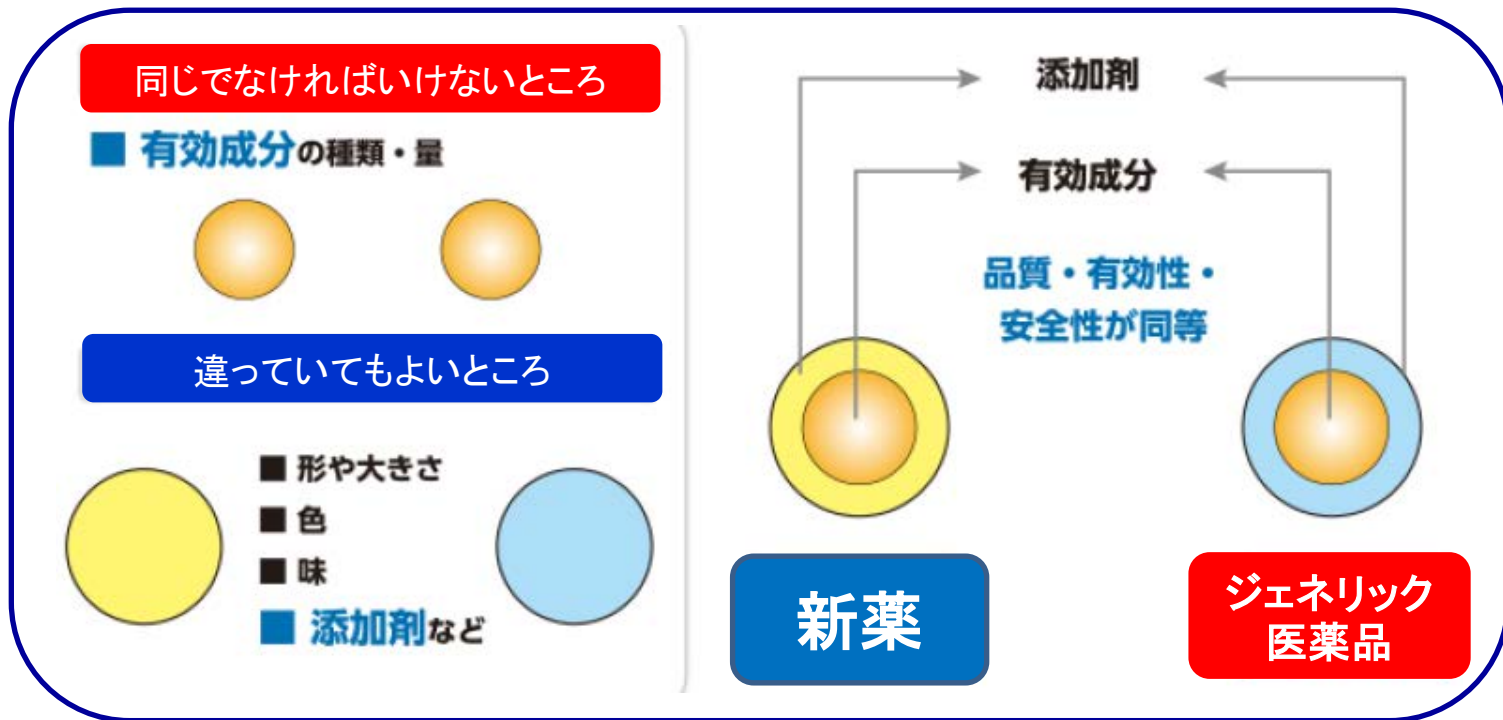 同じでなければいけないところ
■ 有効成分の種類・量
違っていてもよいところ
■ 形や大きさ
■ 色
■ 味
■ 添加剤など
添加剤
有効成分
品質・有効性・
安全性が同等
新薬
ジェネリック
医薬品